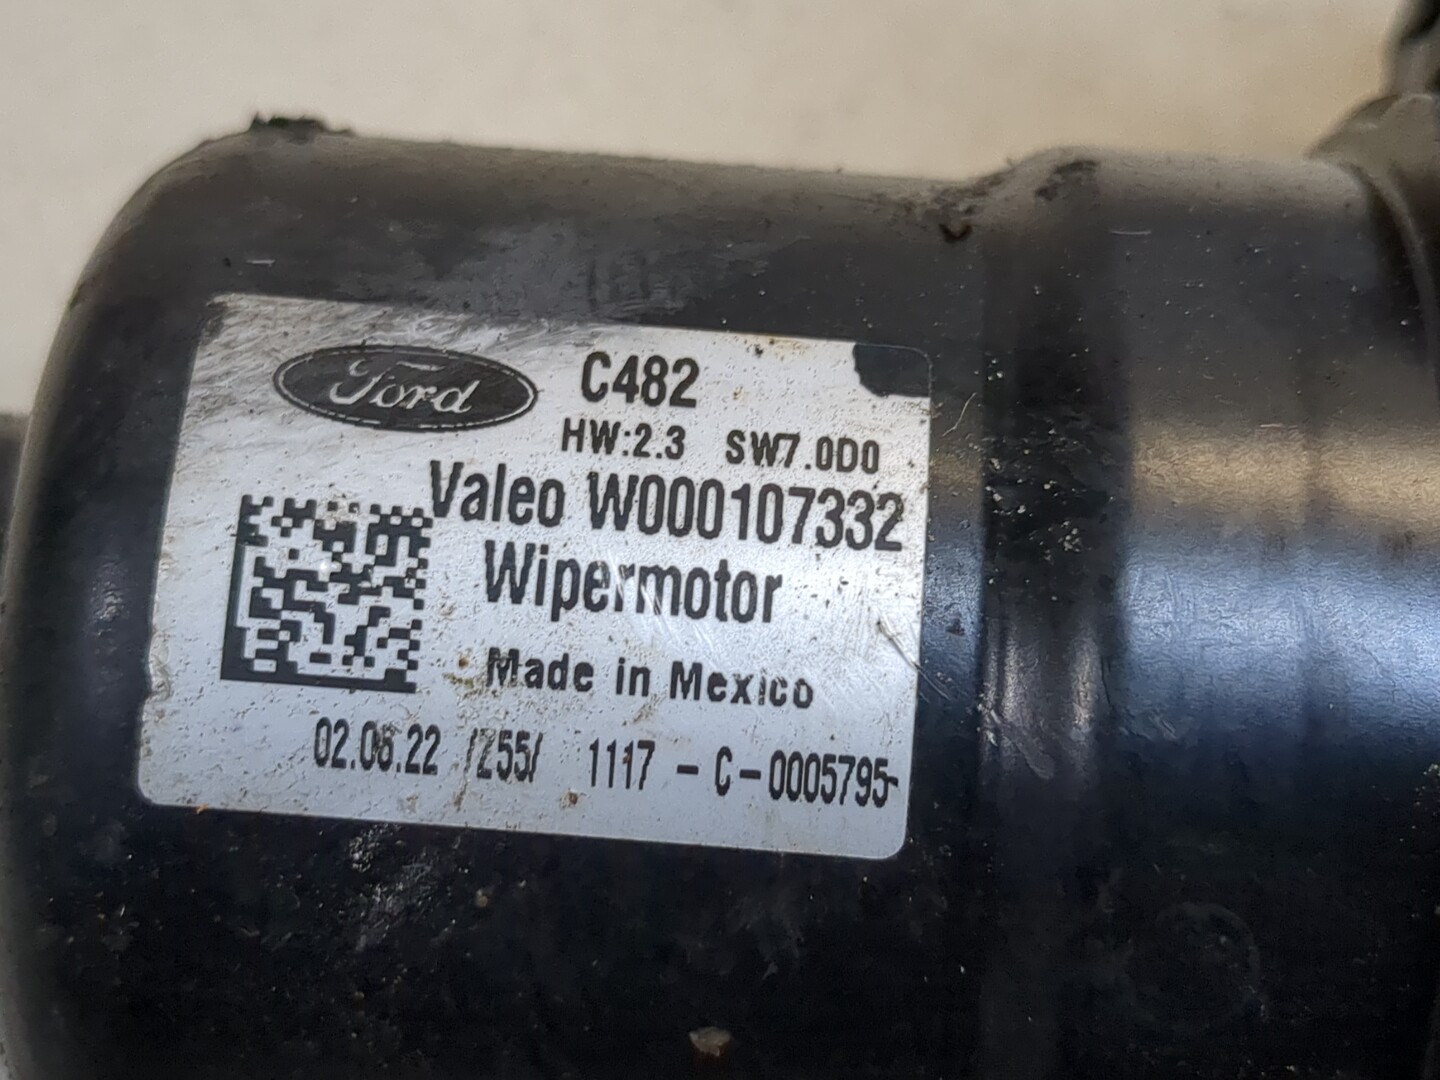 Ford C482
HW:2.3 SW7.0D0
Valeo W000107332
Wipermotor
Made in Mexico
02.06.22 /Z55/ 1117 - C - 0005795-